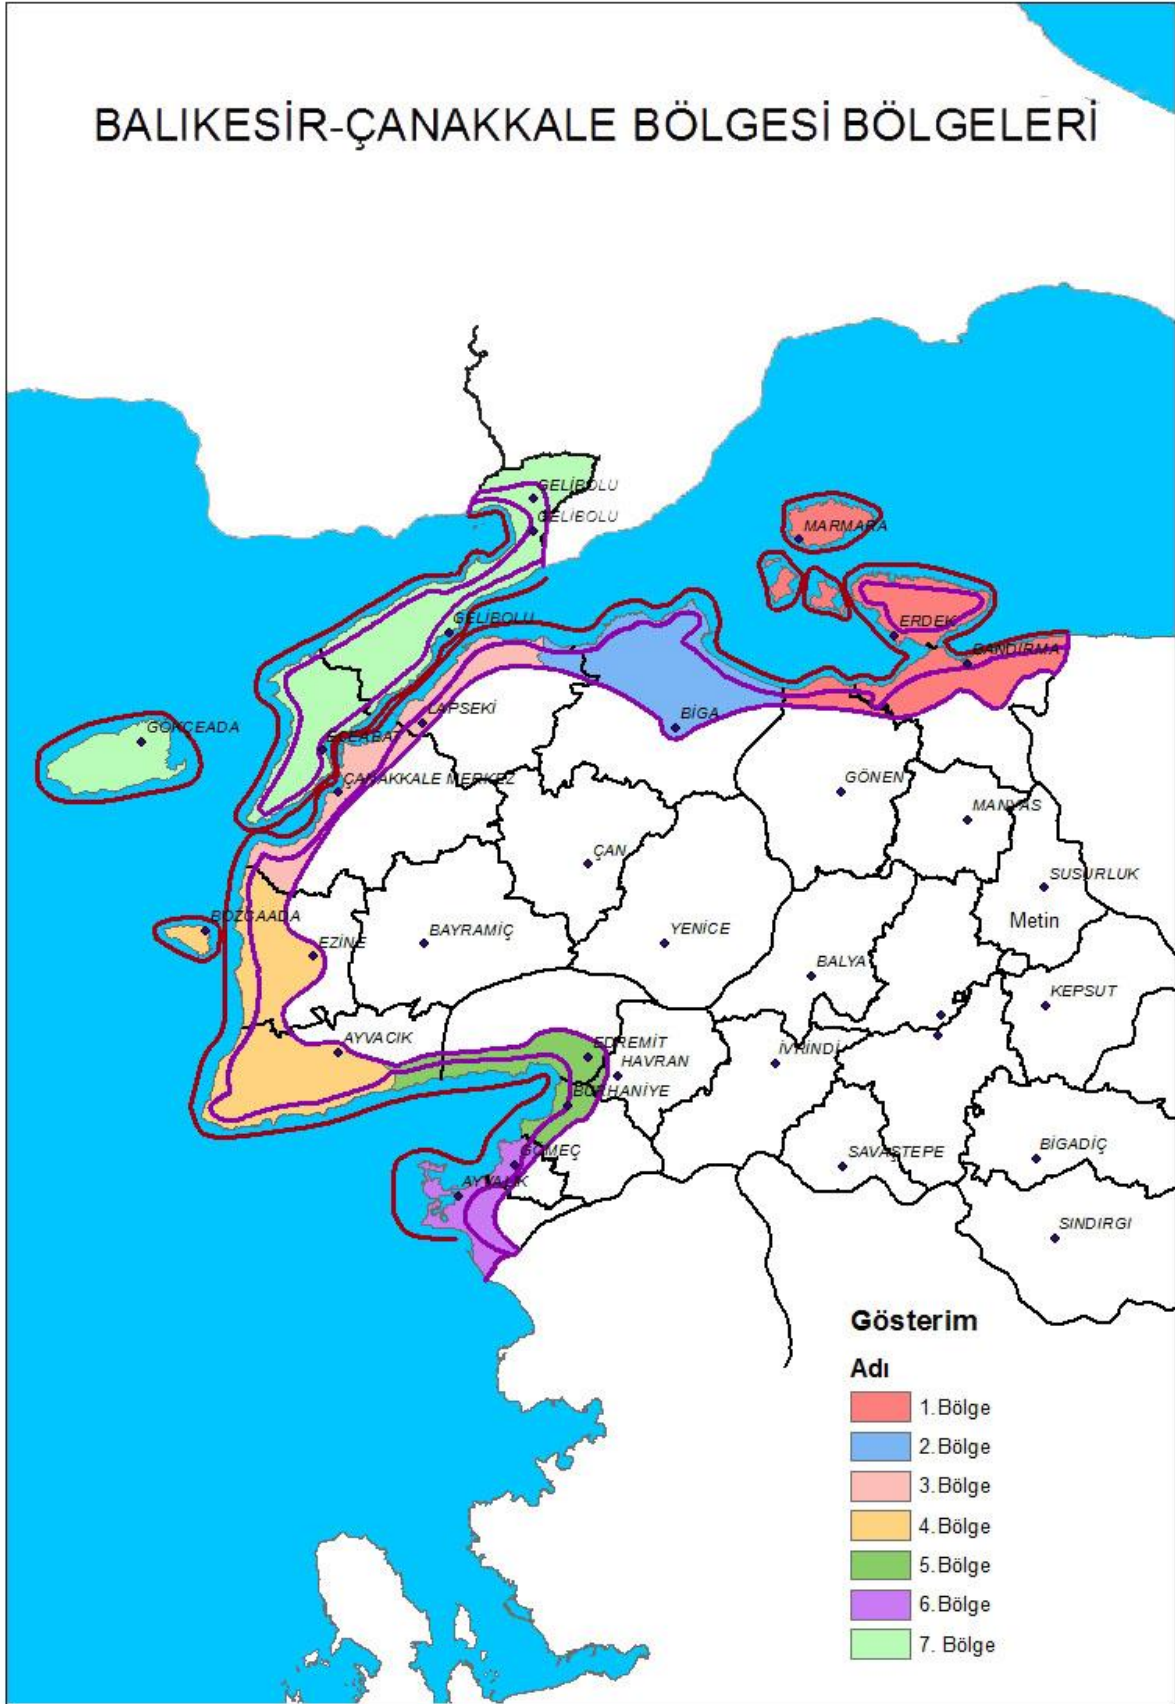 BALIKESİR-ÇANAKKALE BÖLGESİ BÖLGELERİ
GELİBOLU
GELİBOLU
MARMARA
GELİBOLU
ERDEK
BANDIRMA
LAPSEKİ
BİGA
GÖKÇEADA
ECEABAT
ÇANAKKALE MERKEZ
GÖNEN
MANYAS
ÇAN
SUSURLUK
Metin
BOZCAADA
EZİNE
BAYRAMİÇ
YENİCE
BALYA
KEPSUT
AYVACIK
EDREMİT
HAVRAN
İVRİNDİ
BURHANİYE
GÖMEÇ
SAVAŞTEPE
BİGADİÇ
AYVALIK
SINDIRGI
Gösterim
Adı
1.Bölge
2.Bölge
3.Bölge
4.Bölge
5.Bölge
6.Bölge
7. Bölge